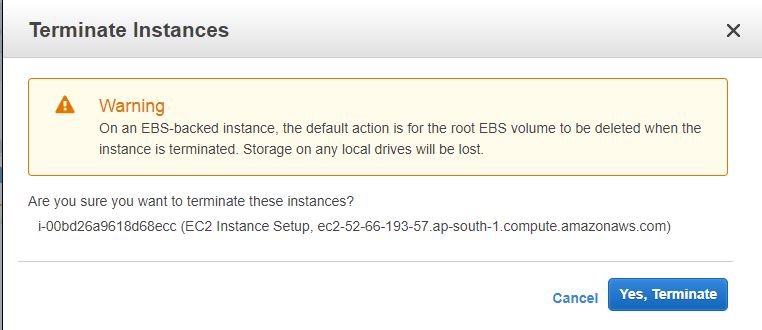 Terminate Instances
Warning
On an EBS-backed instance, the default action is for the root EBS volume to be deleted when the
instance is terminated. Storage on any local drives will be lost.
Are you sure you want to terminate these instances?
i-00bd26a9618d68ecc (EC2 Instance Setup, ec2-52-66-193-57.ap-south-1.compute.amazonaws.com)
Cancel Yes, Terminate